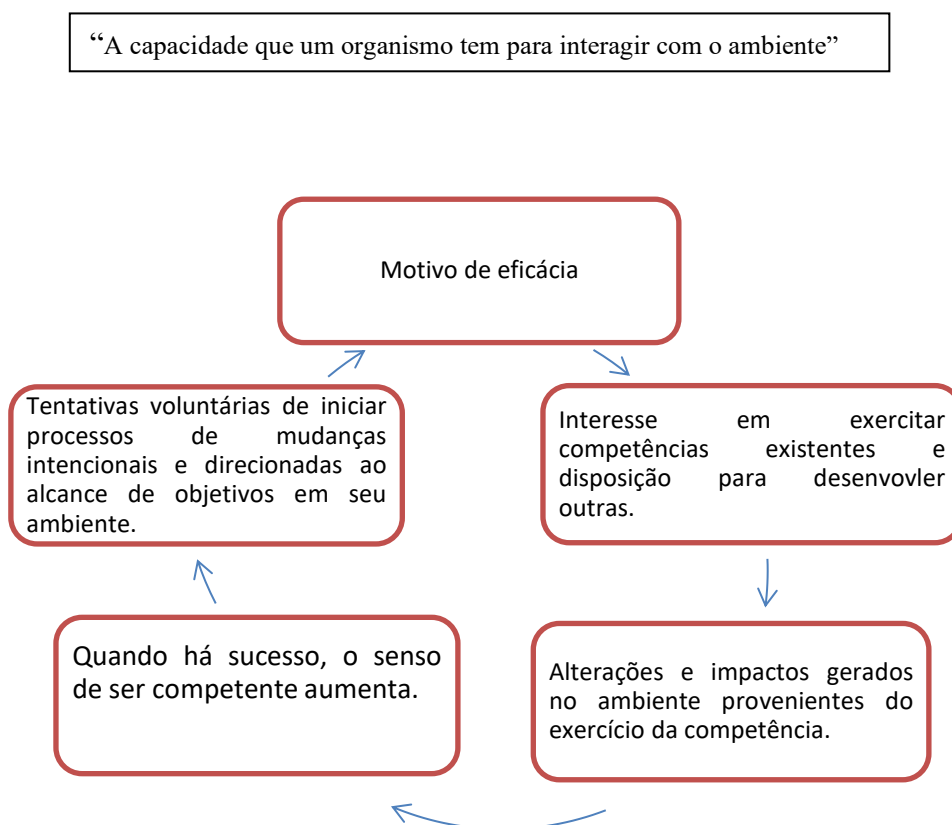 “A capacidade que um organismo tem para interagir com o ambiente”
Motivo de eficácia
Interesse em exercitar
competências existentes e
disposição para desenvovler
outras.
Alterações e impactos gerados
no ambiente provenientes do
exercício da competência.
Quando há sucesso, o senso
de ser competente aumenta.
Tentativas voluntárias de iniciar
processos de mudanças
intencionais e direcionadas ao
alcance de objetivos em seu
ambiente.